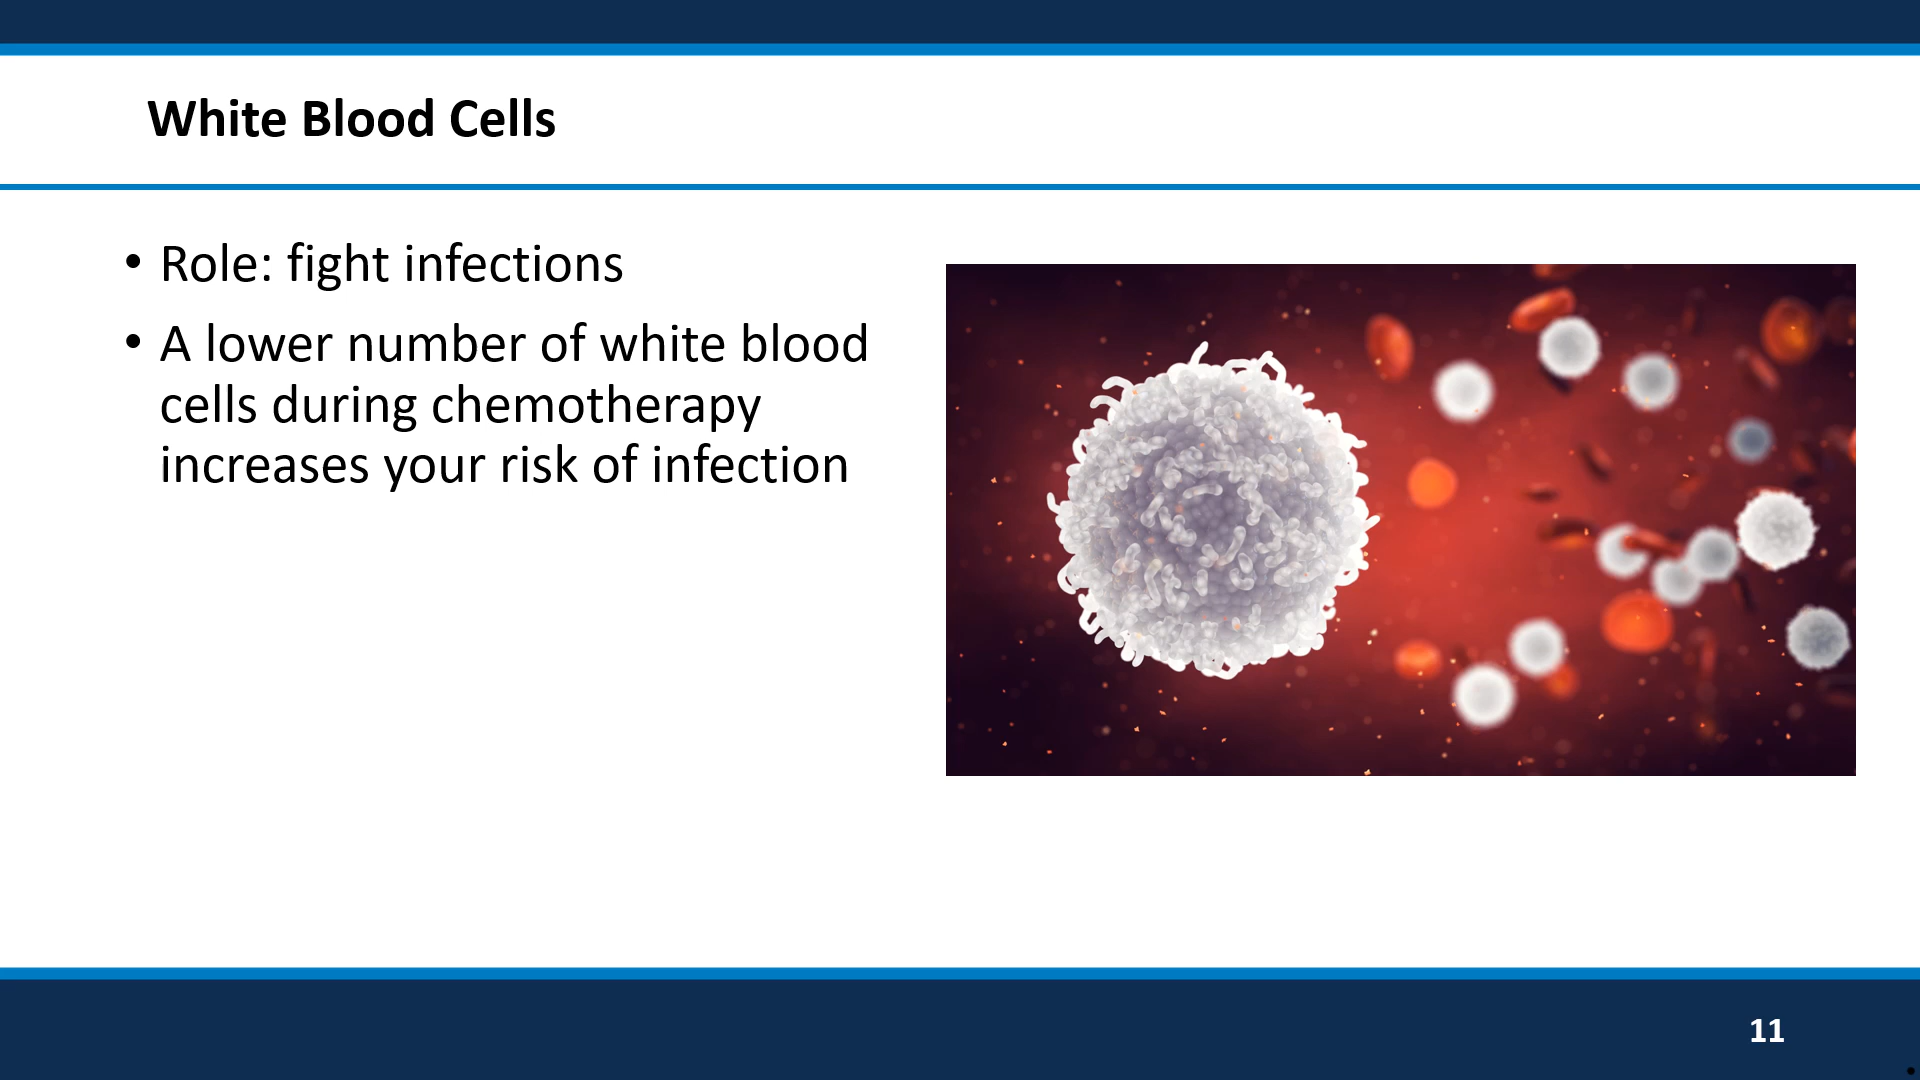 White Blood Cells
• Role: fight infections
• A lower number of white blood
cells during chemotherapy
increases your risk of infection
11